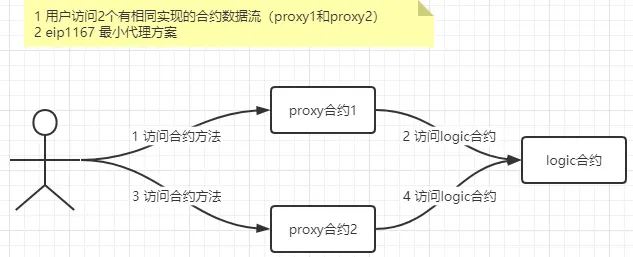 1 用户访问2个有相同实现的合约数据流（proxy1和proxy2）
2 eip1167 最小代理方案
proxy合约1
1 访问合约方法
2 访问logic合约
logic合约
3 访问合约方法
4 访问logic合约
proxy合约2